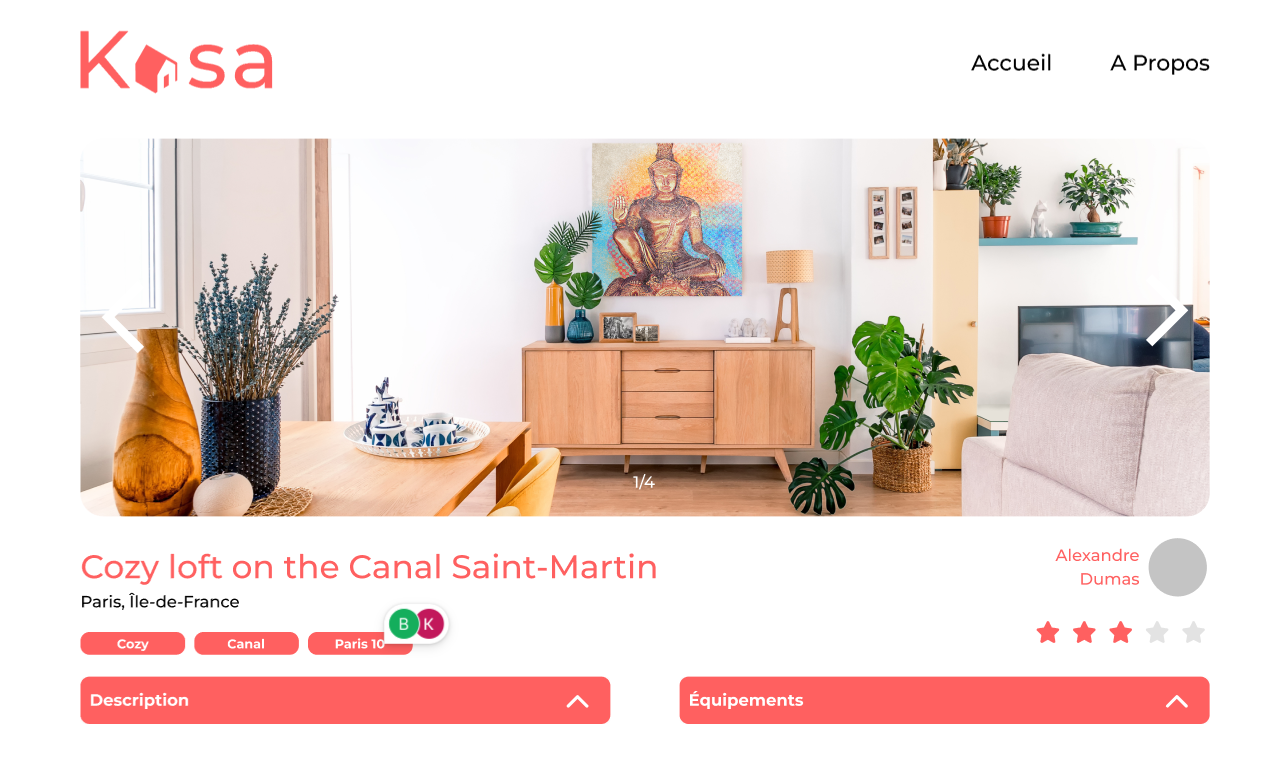 Kasa
Accueil
A Propos
1/4
Cozy loft on the Canal Saint-Martin
Paris, Île-de-France
Cozy
Canal
Paris 10
B
K
Alexandre
Dumas
Description
Équipements